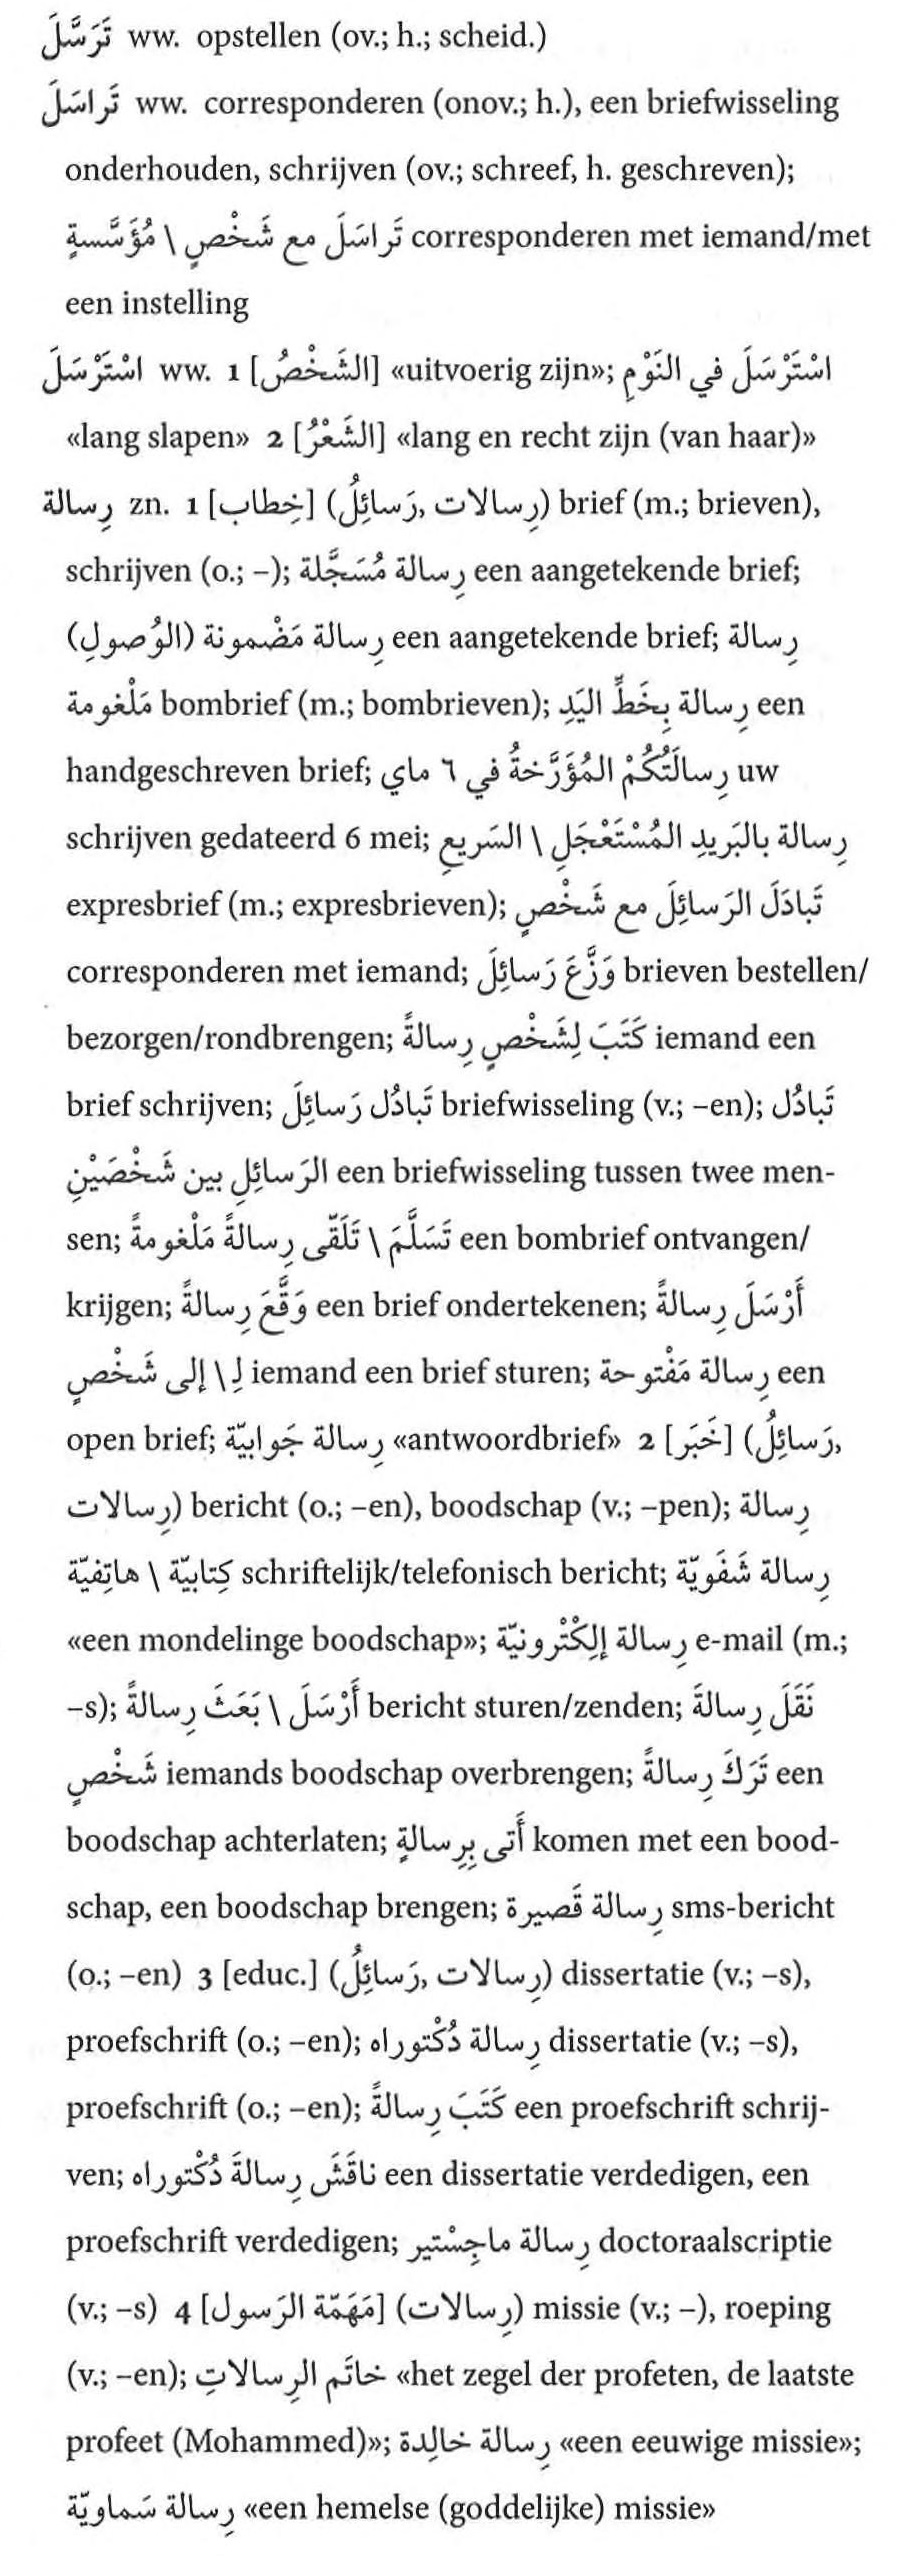 تَرَسَّلَ ww. opstellen (ov.; h.; scheid.)
تَراسَلَ ww. corresponderen (onov.; h.), een briefwisseling
onderhouden, schrijven (ov.; schreef, h. geschreven);
تَراسَلَ مع شَخْصٍ \ مُؤَسَّسةٍ corresponderen met iemand/met
een instelling
اسْتَرْسَلَ ww. 1 [الشَخْصُ] «uitvoerig zijn»; اسْتَرْسَلَ في النَوْمِ
«lang slapen» 2 [الشَعْرُ] «lang en recht zijn (van haar)»
رِسالة zn. 1 [خِطاب] (رِسالات ,رَسائِلُ) brief (m.; brieven),
schrijven (o.; –); رِسالة مُسَجَّلة een aangetekende brief;
رِسالة مَضْمونة (الوُصولِ) een aangetekende brief; رِسالة
مَلْغومة bombrief (m.; bombrieven); رِسالة بِخَطِّ اليَدِ een
handgeschreven brief; رِسالَتُكُمْ المُؤَرَّخةُ في ٦ ماي uw
schrijven gedateerd 6 mei; رِسالة بالبَريدِ المُسْتَعْجَلِ \ السَريعِ
expresbrief (m.; expresbrieven); تَبادَلَ الرَسائِلَ مع شَخْصٍ
corresponderen met iemand; وَزَّعَ رَسائِلَ brieven bestellen/
bezorgen/rondbrengen; كَتَبَ لِشَخْصٍ رِسالةً iemand een
brief schrijven; تَبادُل رَسائِلَ briefwisseling (v.; –en); تَبادُل
الرَسائِلِ بين شَخْصَيْنِ een briefwisseling tussen twee men-
sen; تَسَلَّمَ \ تَلَقّى رِسالةً مَلْغومةً een bombrief ontvangen/
krijgen; وَقَّعَ رِسالةً een brief ondertekenen; أَرْسَلَ رِسالةً
لِ \ إلى شَخْصٍ iemand een brief sturen; رِسالة مَفْتوحة een
open brief; رِسالة جَوابيّة «antwoordbrief» 2 [خَبَر] (رَسائِلُ,
رِسالات) bericht (o.; –en), boodschap (v.; –pen); رِسالة
كِتابيّة \ هاتِفيّة schriftelijk/telefonisch bericht; رِسالة شَفَويّة
«een mondelinge boodschap»; رِسالة إلِكْتْرونيّة e-mail (m.;
–s); أَرْسَلَ \ بَعَثَ رِسالةً bericht sturen/zenden; نَقَلَ رِسالةَ
شَخْصٍ iemands boodschap overbrengen; تَرَكَ رِسالةً een
boodschap achterlaten; أَتى بِرِسالةٍ komen met een bood-
schap, een boodschap brengen; رِسالة قَصيرة sms-bericht
(o.; –en) 3 [educ.] (رِسالات ,رَسائِلُ) dissertatie (v.; –s),
proefschrift (o.; –en); رِسالة دُكْتوراه dissertatie (v.; –s),
proefschrift (o.; –en); كَتَبَ رِسالةً een proefschrift schrij-
ven; ناقَشَ رِسالةَ دُكْتوراه een dissertatie verdedigen, een
proefschrift verdedigen; رِسالة ماجِسْتير doctoraalscriptie
(v.; –s) 4 [مَهَمّة الرَسول] (رِسالات) missie (v.; –), roeping
(v.; –en); خاتَم الرِسالاتِ «het zegel der profeten, de laatste
profeet (Mohammed)»; رِسالة خالِدة «een eeuwige missie»;
رِسالة سَماويّة «een hemelse (goddelijke) missie»